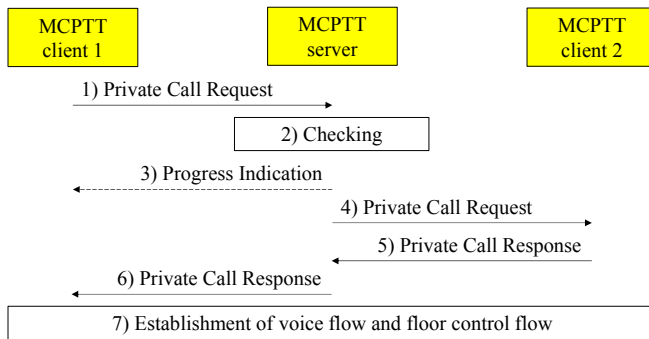 MCPTT
client 1
MCPTT
server
MCPTT
client 2
1) Private Call Request
2) Checking
3) Progress Indication
4) Private Call Request
5) Private Call Response
6) Private Call Response
7) Establishment of voice flow and floor control flow